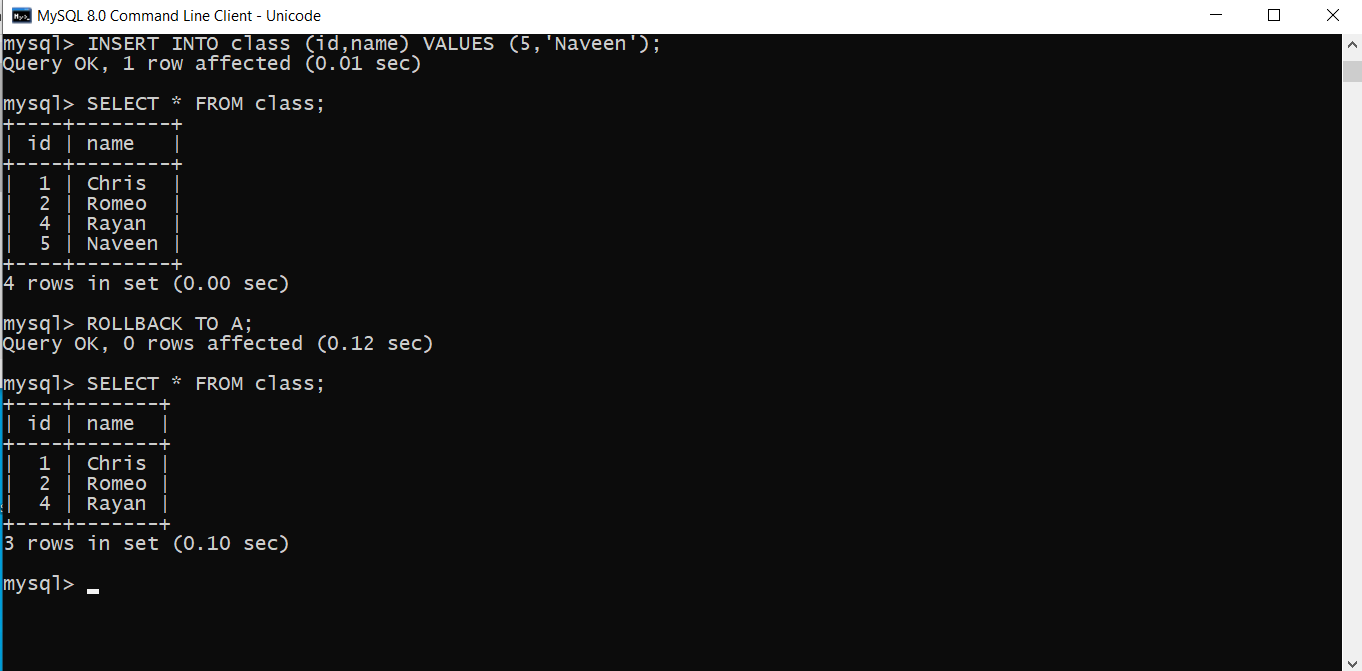 MySQL 8.0 Command Line Client - Unicode
mysql> INSERT INTO class (id,name) VALUES (5,'Naveen');
Query OK, 1 row affected (0.01 sec)
mysql> SELECT * FROM class;
+----+--------+
| id | name   |
+----+--------+
|  1 | Chris  |
|  2 | Romeo  |
|  4 | Rayan  |
|  5 | Naveen |
+----+--------+
4 rows in set (0.00 sec)
mysql> ROLLBACK TO A;
Query OK, 0 rows affected (0.12 sec)
mysql> SELECT * FROM class;
+----+-------+
| id | name  |
+----+-------+
|  1 | Chris |
|  2 | Romeo |
|  4 | Rayan |
+----+-------+
3 rows in set (0.10 sec)
mysql>